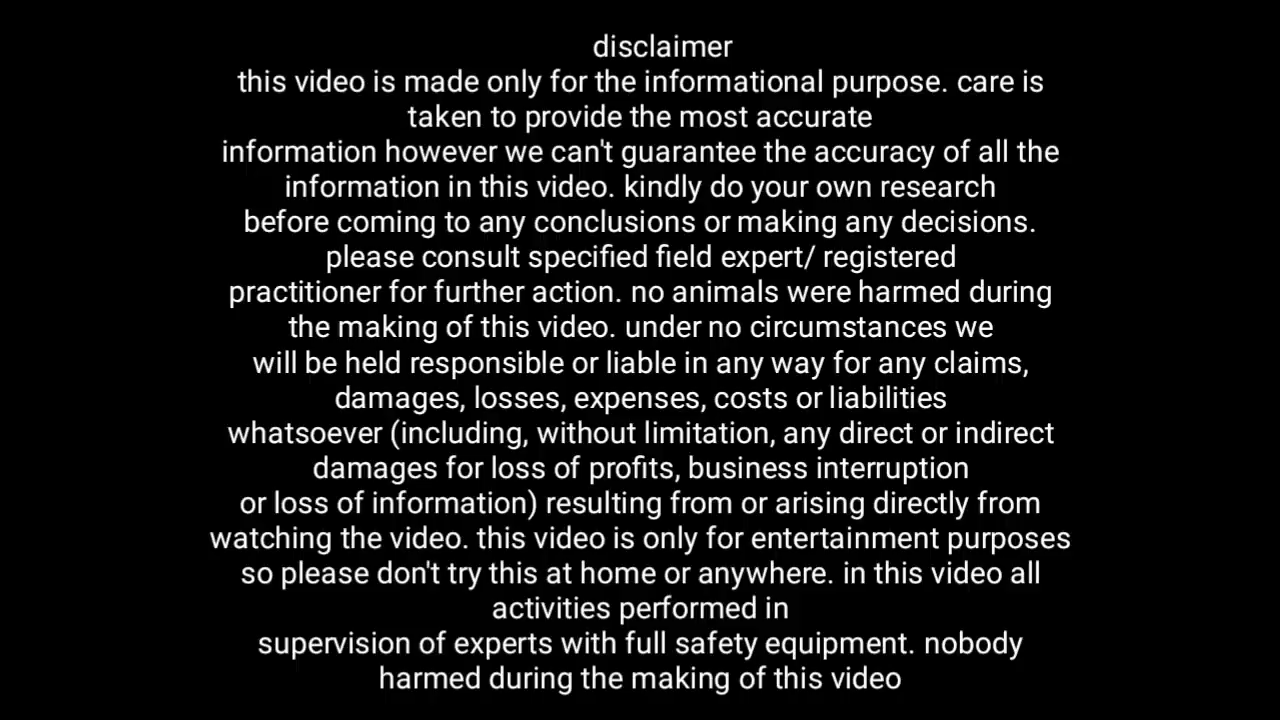 disclaimer
this video is made only for the informational purpose. care is
taken to provide the most accurate
information however we can't guarantee the accuracy of all the
information in this video. kindly do your own research
before coming to any conclusions or making any decisions.
please consult specified field expert/ registered
practitioner for further action. no animals were harmed during
the making of this video. under no circumstances we
will be held responsible or liable in any way for any claims,
damages, losses, expenses, costs or liabilities
whatsoever (including, without limitation, any direct or indirect
damages for loss of profits, business interruption
or loss of information) resulting from or arising directly from
watching the video. this video is only for entertainment purposes
so please don't try this at home or anywhere. in this video all
activities performed in
supervision of experts with full safety equipment. nobody
harmed during the making of this video